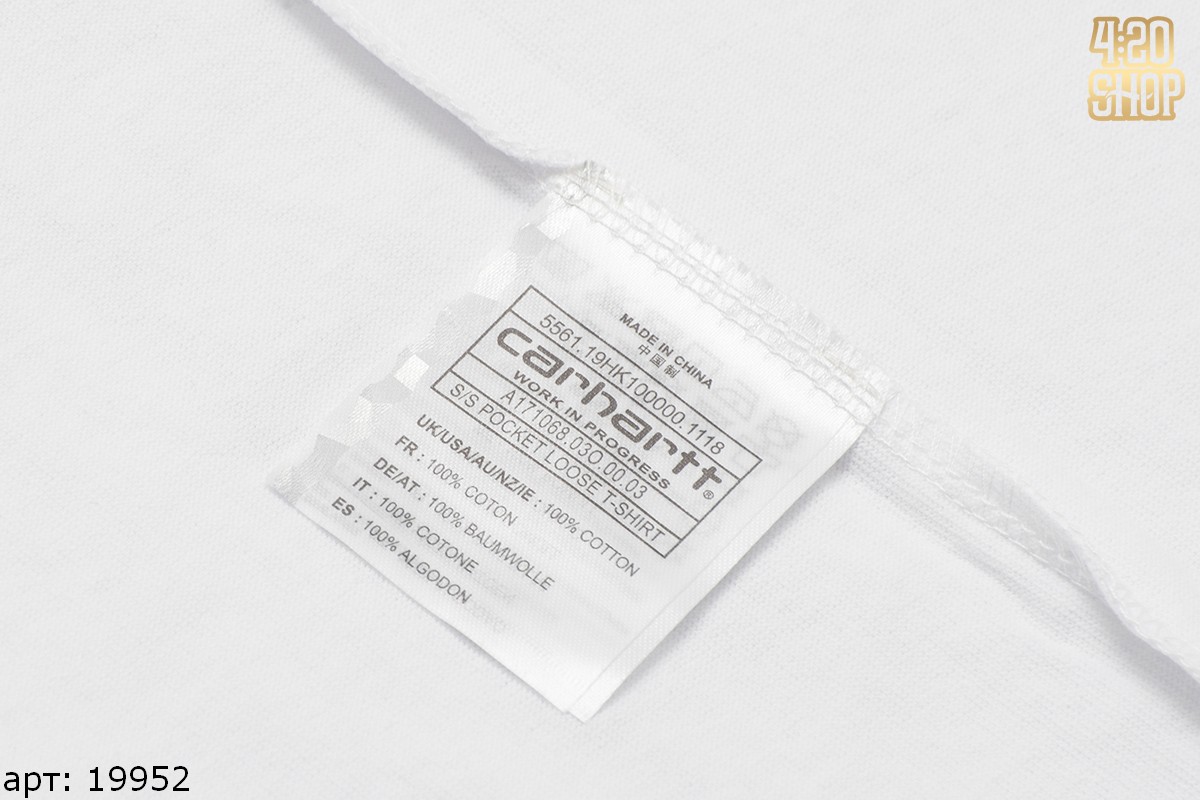 4:20
SHOP
MADE IN CHINA
中国制
5561.19HK100000.1118
carhartt®
WORK IN PROGRESS
A171068.03O.00.03
S/S POCKET LOOSE T-SHIRT
UK/USA/AU/NZ/IE : 100% COTTON
FR : 100% COTON
DE/AT : 100% BAUMWOLLE
IT : 100% COTONE
ES : 100% ALGODON
арт: 19952